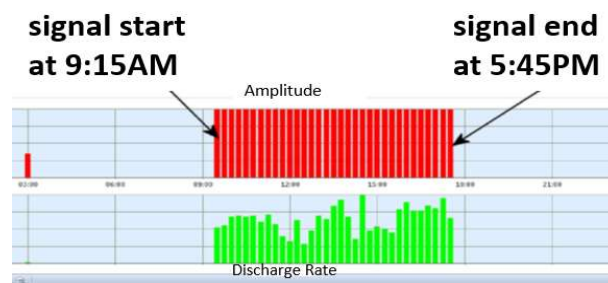 signal start
at 9:15AM
signal end
at 5:45PM
Amplitude
03:00 06:00 09:00 12:00 15:00 18:00 21:00
Discharge Rate